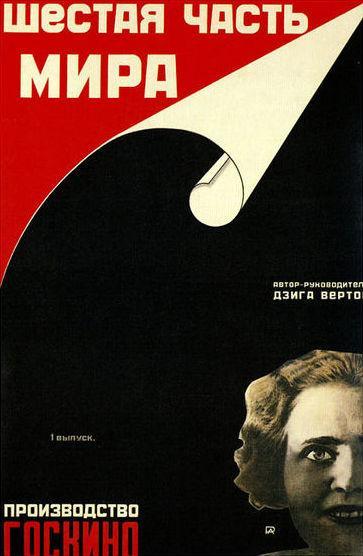 ШЕСТАЯ ЧАСТЬ
МИРА
АВТОР-РУКОВОДИТЕЛ
ДЗИГА ВЕРТО
1 ВЫПУСК.
ПРОИЗВОДСТВО
ГОСКИНО